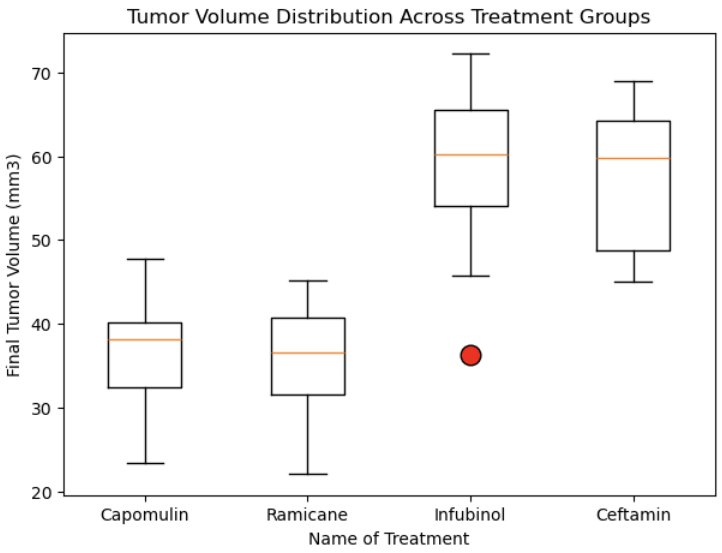 Tumor Volume Distribution Across Treatment Groups
Final Tumor Volume (mm3)
70
60
50
40
30
20
Capomulin Ramicane Infubinol Ceftamin
Name of Treatment